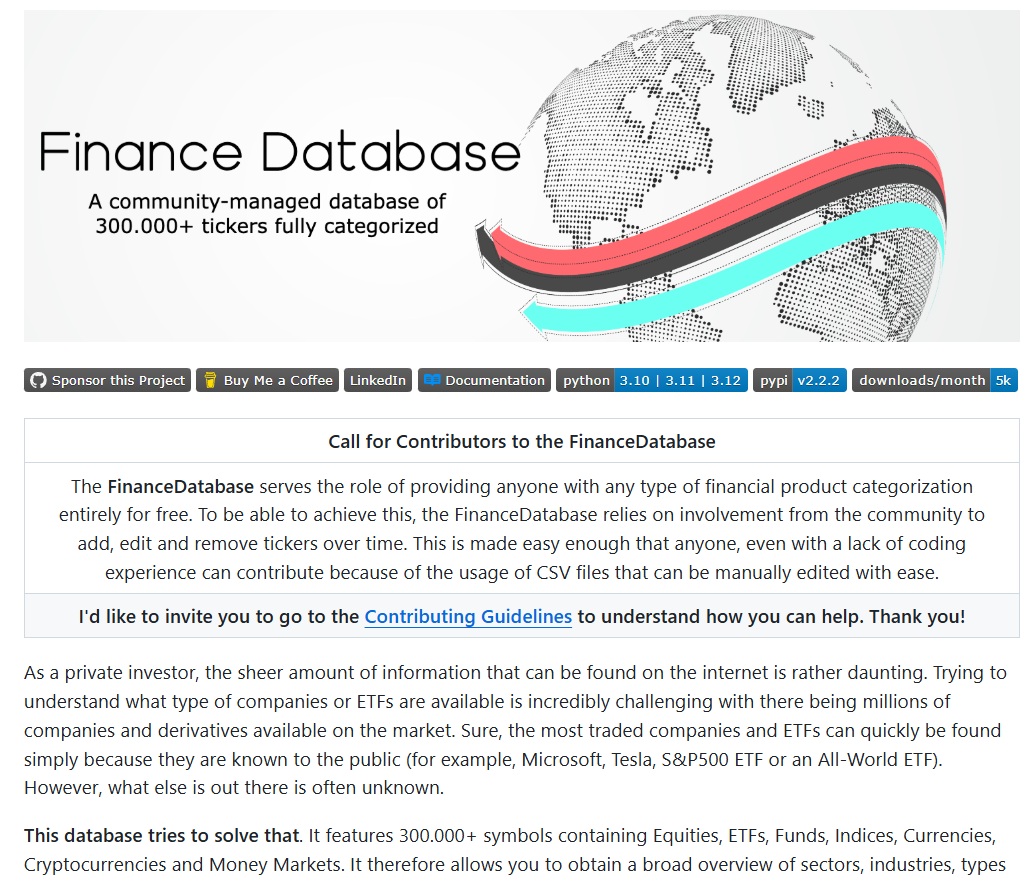 Finance Database
A community-managed database of
300.000+ tickers fully categorized
Sponsor this Project Buy Me a Coffee LinkedIn Documentation python 3.10 | 3.11 | 3.12 pypi v2.2.2 downloads/month 5k
Call for Contributors to the FinanceDatabase
The FinanceDatabase serves the role of providing anyone with any type of financial product categorization
entirely for free. To be able to achieve this, the FinanceDatabase relies on involvement from the community to
add, edit and remove tickers over time. This is made easy enough that anyone, even with a lack of coding
experience can contribute because of the usage of CSV files that can be manually edited with ease.
I'd like to invite you to go to the Contributing Guidelines to understand how you can help. Thank you!
As a private investor, the sheer amount of information that can be found on the internet is rather daunting. Trying to
understand what type of companies or ETFs are available is incredibly challenging with there being millions of
companies and derivatives available on the market. Sure, the most traded companies and ETFs can quickly be found
simply because they are known to the public (for example, Microsoft, Tesla, S&P500 ETF or an All-World ETF).
However, what else is out there is often unknown.
This database tries to solve that. It features 300.000+ symbols containing Equities, ETFs, Funds, Indices, Currencies,
Cryptocurrencies and Money Markets. It therefore allows you to obtain a broad overview of sectors, industries, types